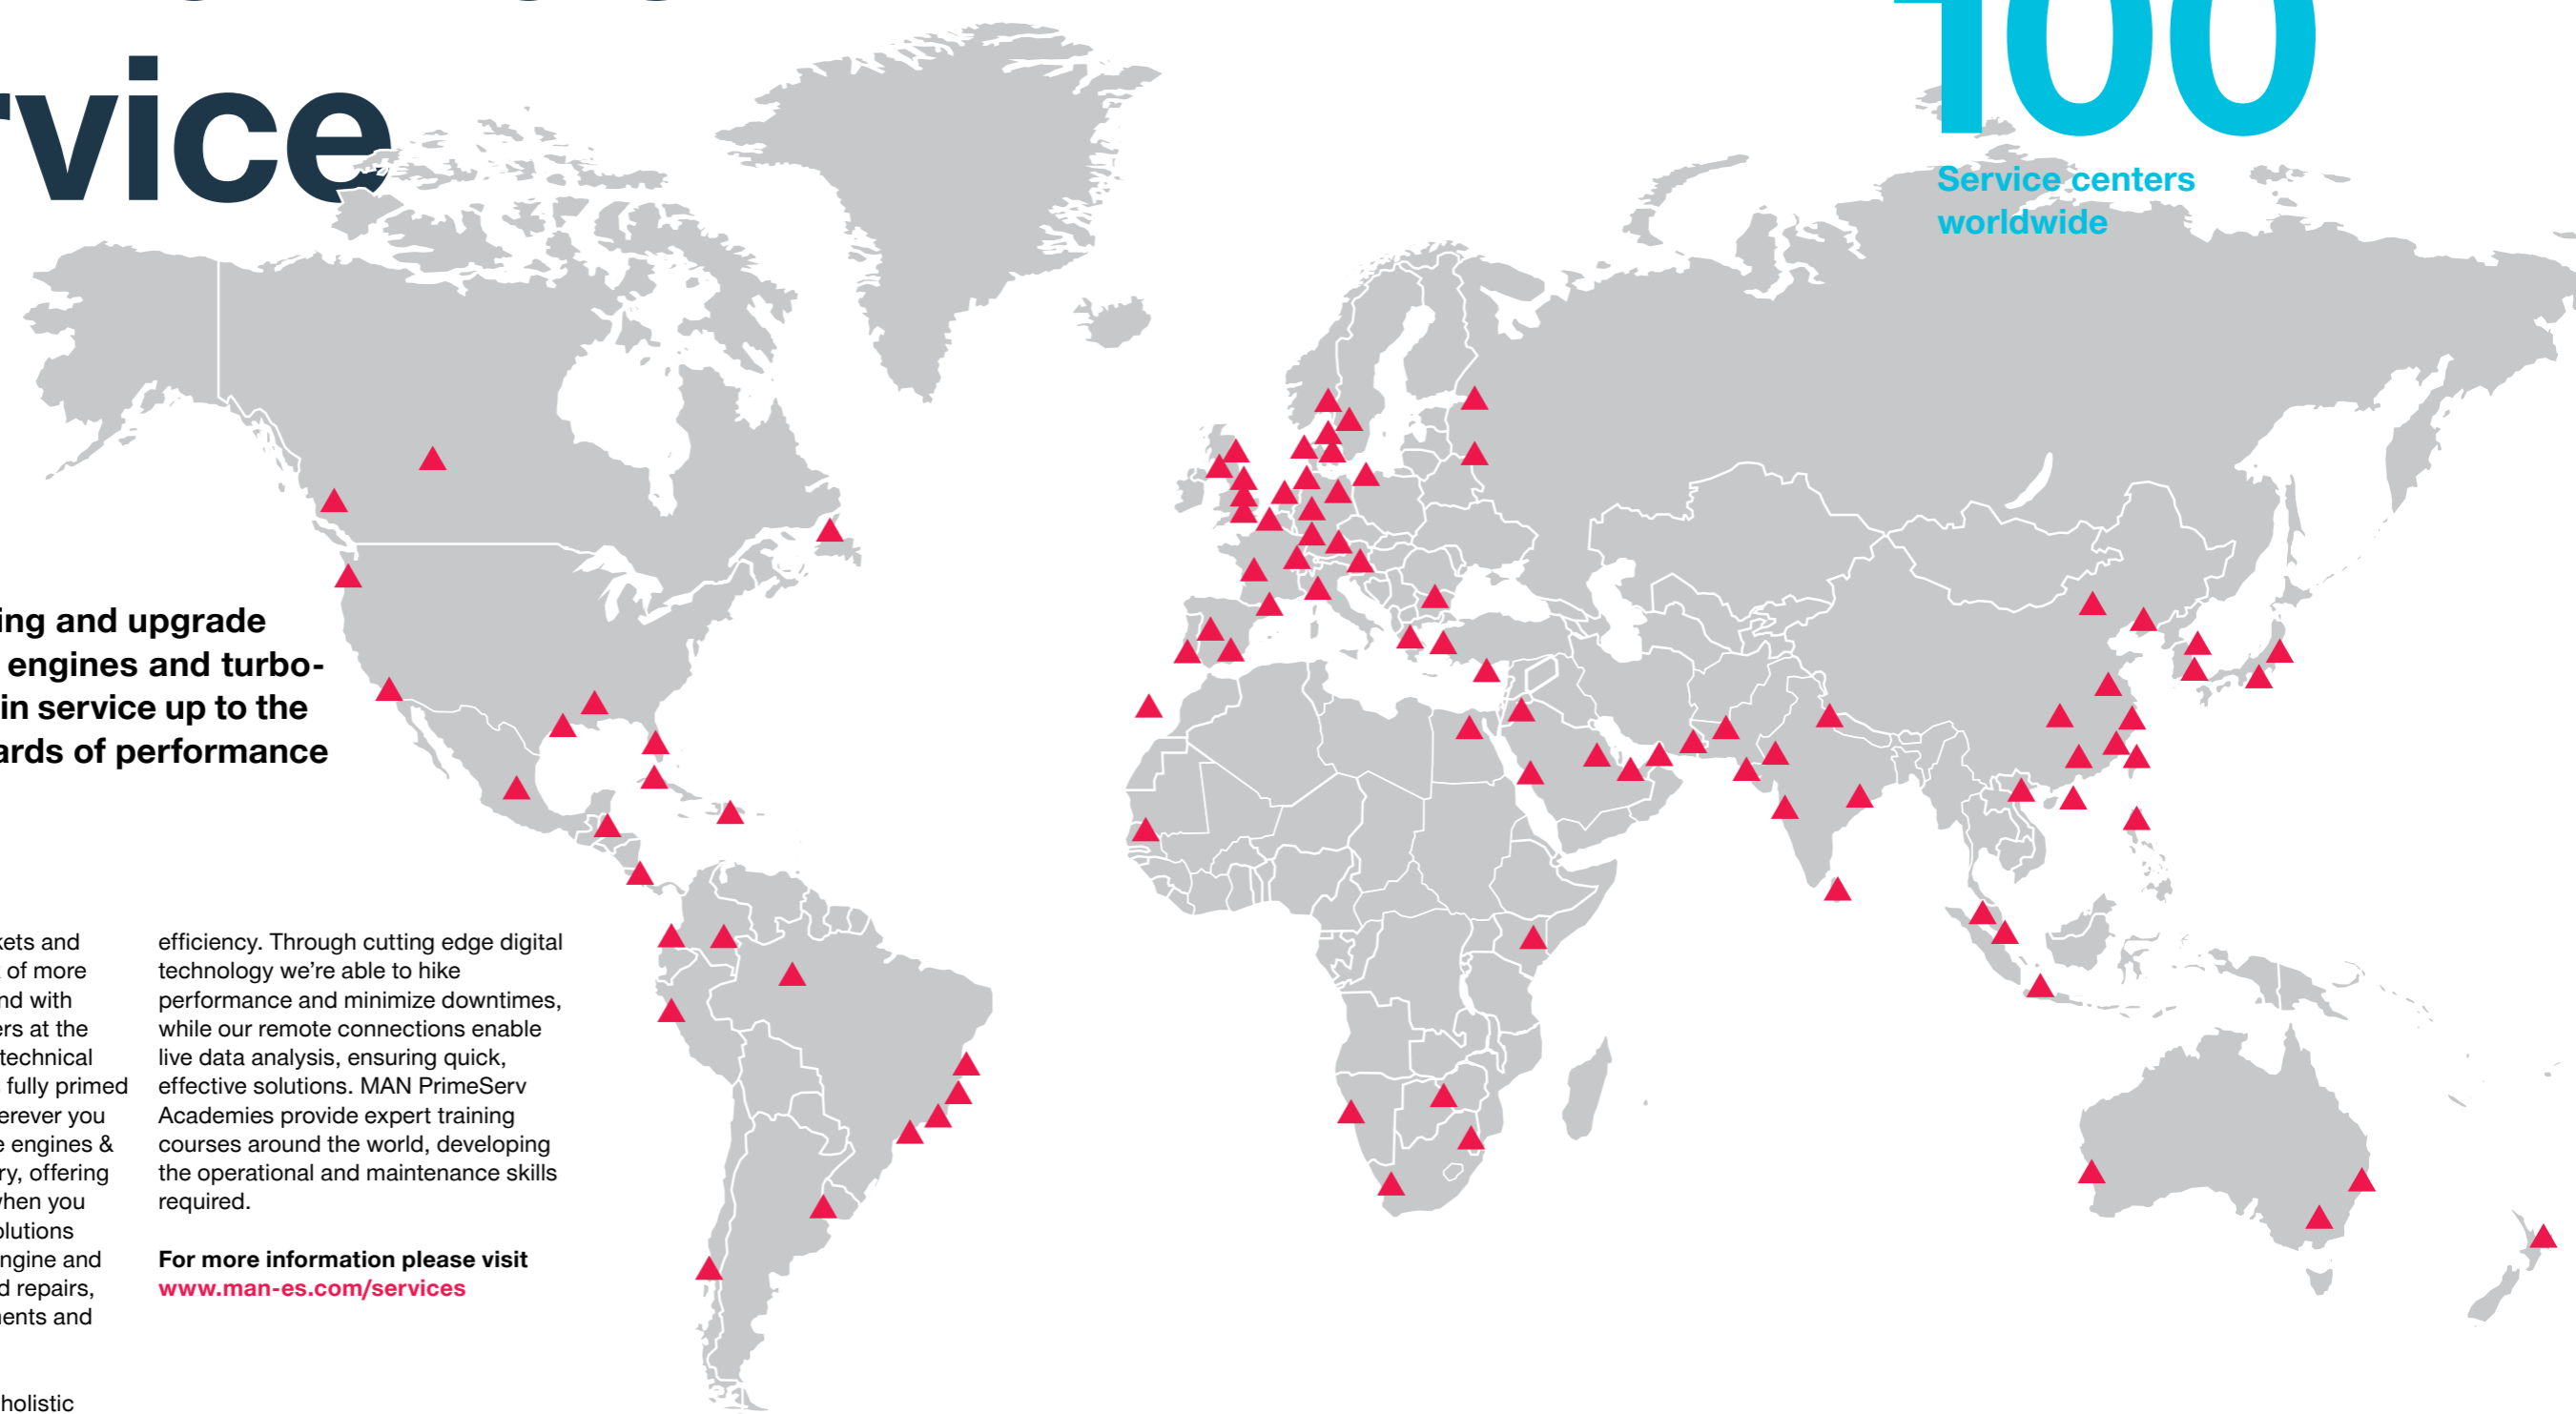 rvice
100
Service centers
worldwide
ing and upgrade
engines and turbo-
in service up to the
ards of performance
kets and
of more
nd with
ers at the
technical
fully primed
erever you
e engines &
ry, offering
when you
olutions
ngine and
d repairs,
ents and
holistic
efficiency. Through cutting edge digital
technology we're able to hike
performance and minimize downtimes,
while our remote connections enable
live data analysis, ensuring quick,
effective solutions. MAN PrimeServ
Academies provide expert training
courses around the world, developing
the operational and maintenance skills
required.
For more information please visit
www.man-es.com/services